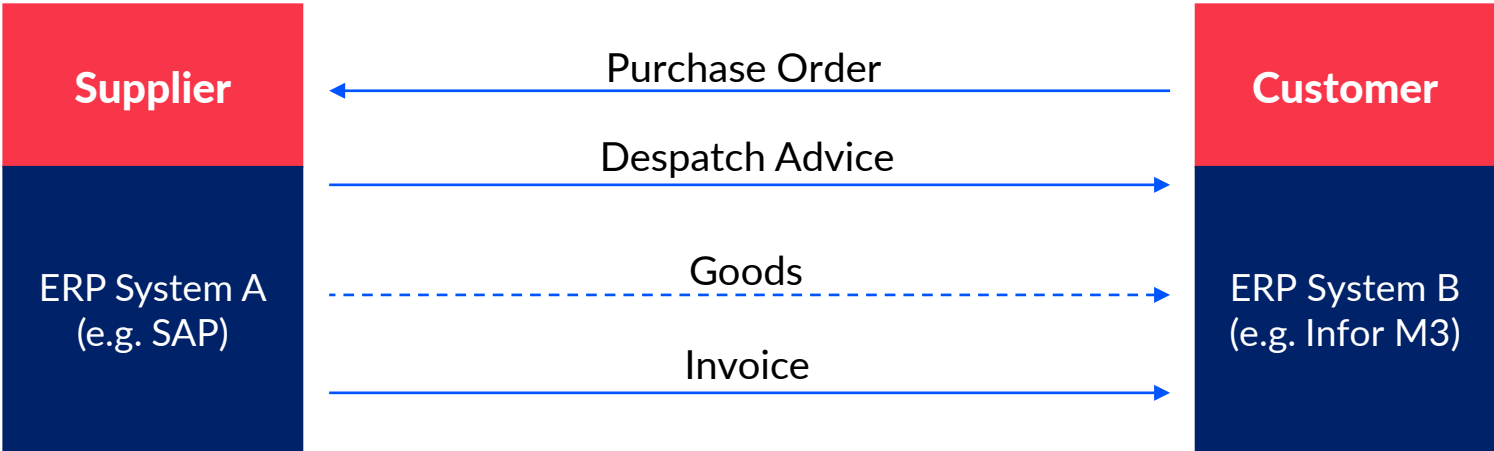 Supplier
Purchase Order
Customer
Despatch Advice
Goods
ERP System A
(e.g. SAP)
ERP System B
(e.g. Infor M3)
Invoice